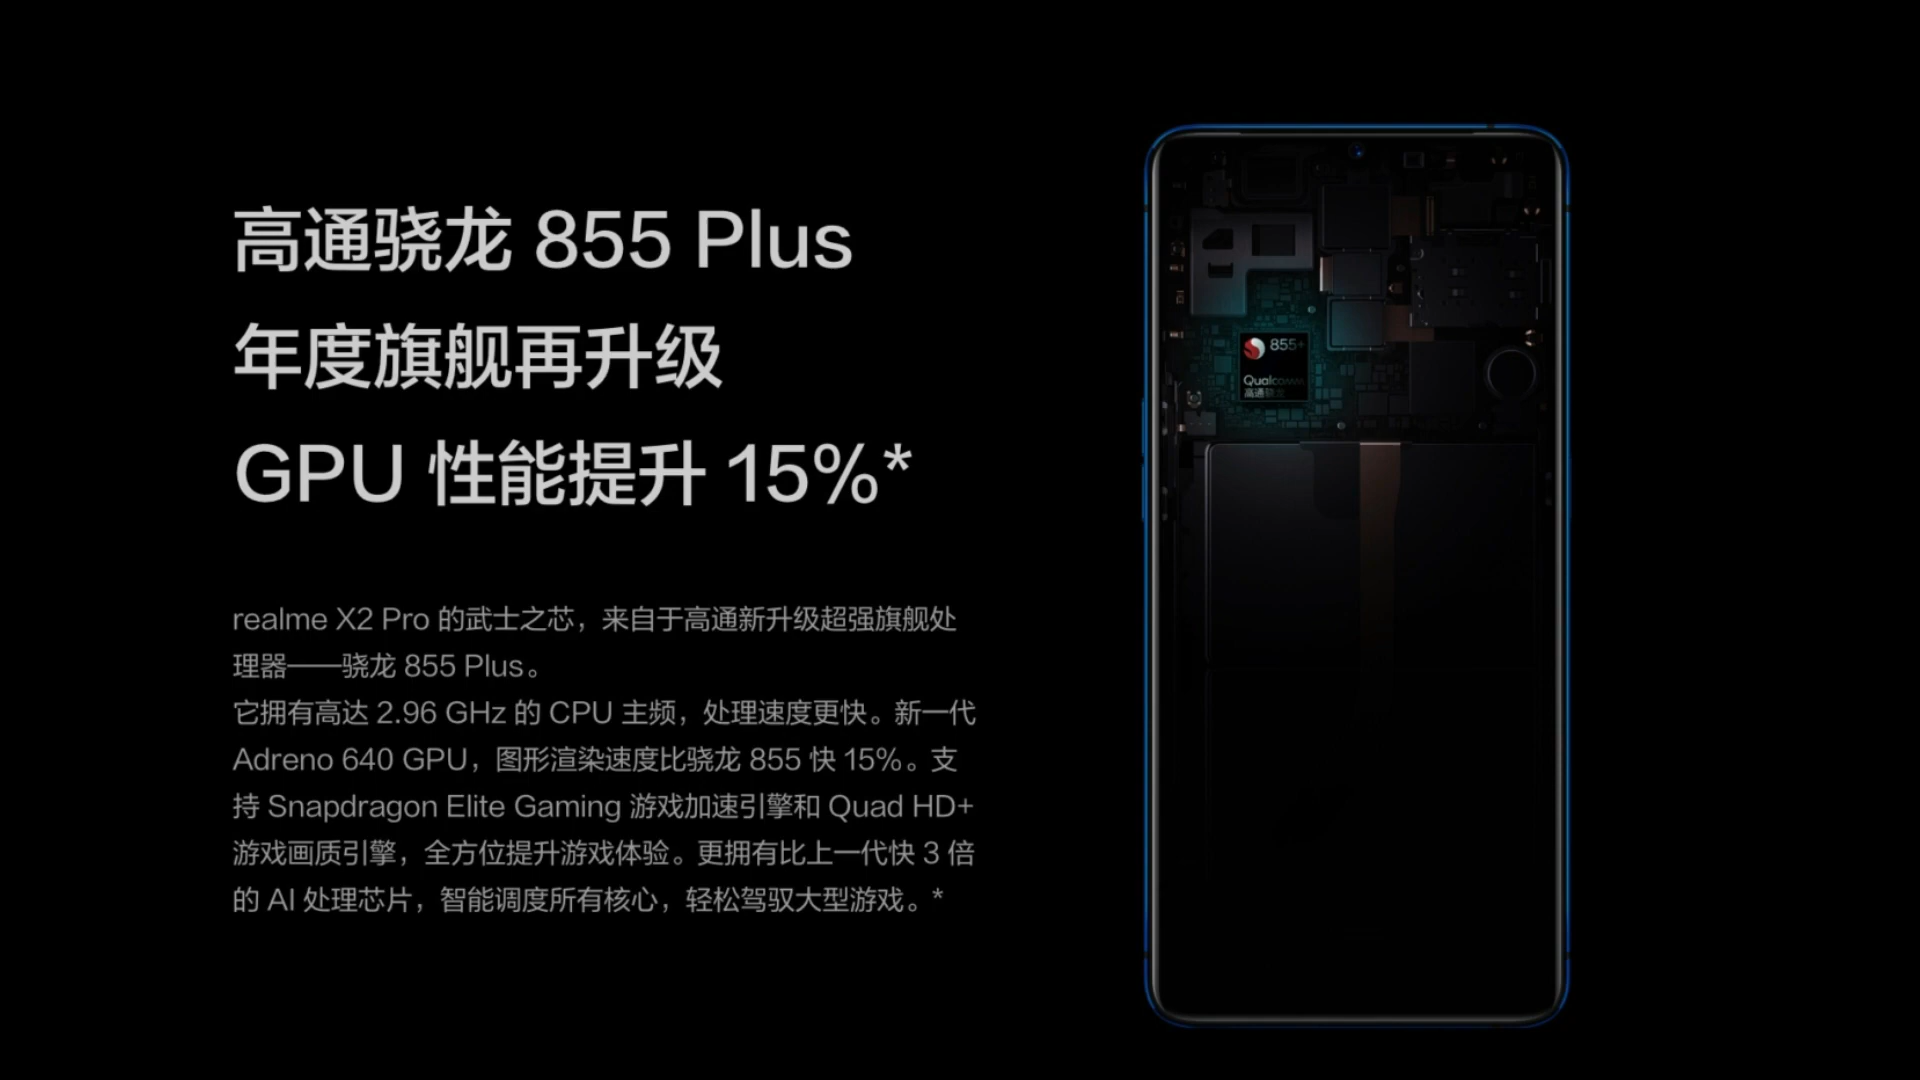 高通骁龙 855 Plus
年度旗舰再升级
GPU 性能提升 15%*
realme X2 Pro 的武士之芯，来自于高通新升级超强旗舰处
理器——骁龙 855 Plus。
它拥有高达 2.96 GHz 的 CPU 主频，处理速度更快。新一代
Adreno 640 GPU，图形渲染速度比骁龙 855 快 15%。支
持 Snapdragon Elite Gaming 游戏加速引擎和 Quad HD+
游戏画质引擎，全方位提升游戏体验。更拥有比上一代快 3 倍
的 AI 处理芯片，智能调度所有核心，轻松驾驭大型游戏。*
855+
Qualcomm
高通骁龙